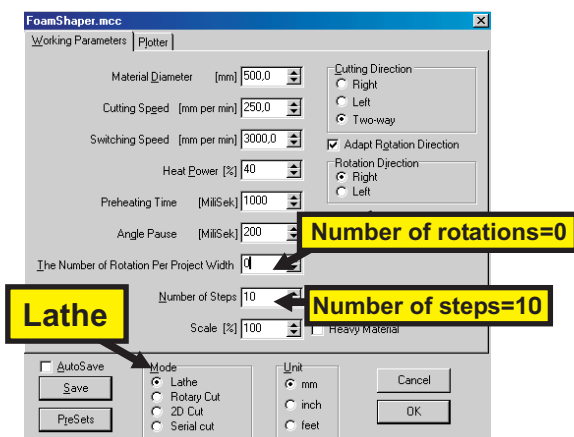 FoamShaper.mcc
Working Parameters
Plotter
Material Diameter [mm] 500,0
Cutting Speed [mm per min] 250,0
Switching Speed [mm per min] 3000,0
Heat Power [%] 40
Preheating Time [MiliSek] 1000
Angle Pause [MiliSek] 200
The Number of Rotation Per Project Width 0
Number of Steps 10
Scale [%] 100
Cutting Direction
Right
Left
Two-way
Adapt Rotation Direction
Rotation Direction
Right
Left
Number of rotations=0
Number of steps=10
Heavy Material
Lathe
AutoSave
Save
PreSets
Mode
Lathe
Rotary Cut
2D Cut
Serial cut
Unit
mm
inch
feet
Cancel
OK